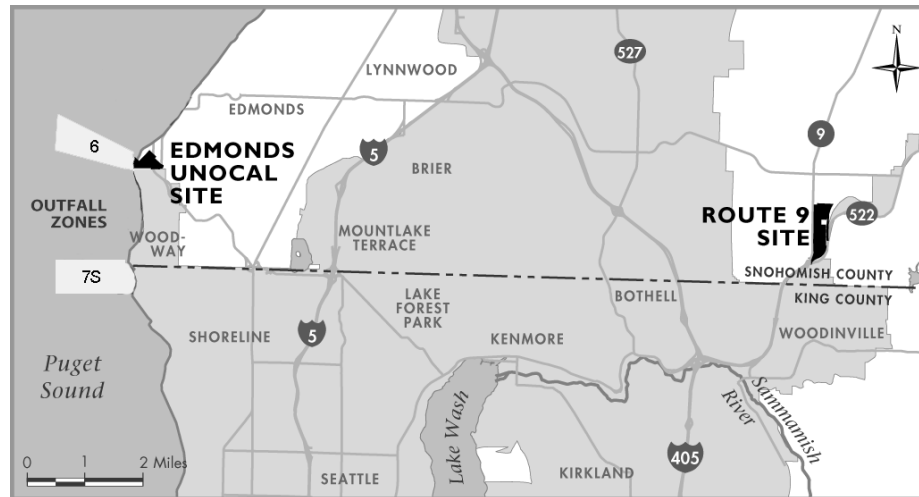 N
LYNNWOOD
527
EDMONDS
6
EDMONDS
UNOCAL
SITE
5
9
BRIER
OUTFALL
ZONES
ROUTE 9
SITE
522
WOOD-
WAY
MOUNTLAKE
TERRACE
7S
SNOHOMISH COUNTY
KING COUNTY
LAKE
FOREST
PARK
BOTHELL
SHORELINE
5
KENMORE
WOODINVILLE
Puget
Sound
Lake Wash
River
Sammamish
405
0 1 2 Miles
SEATTLE
KIRKLAND